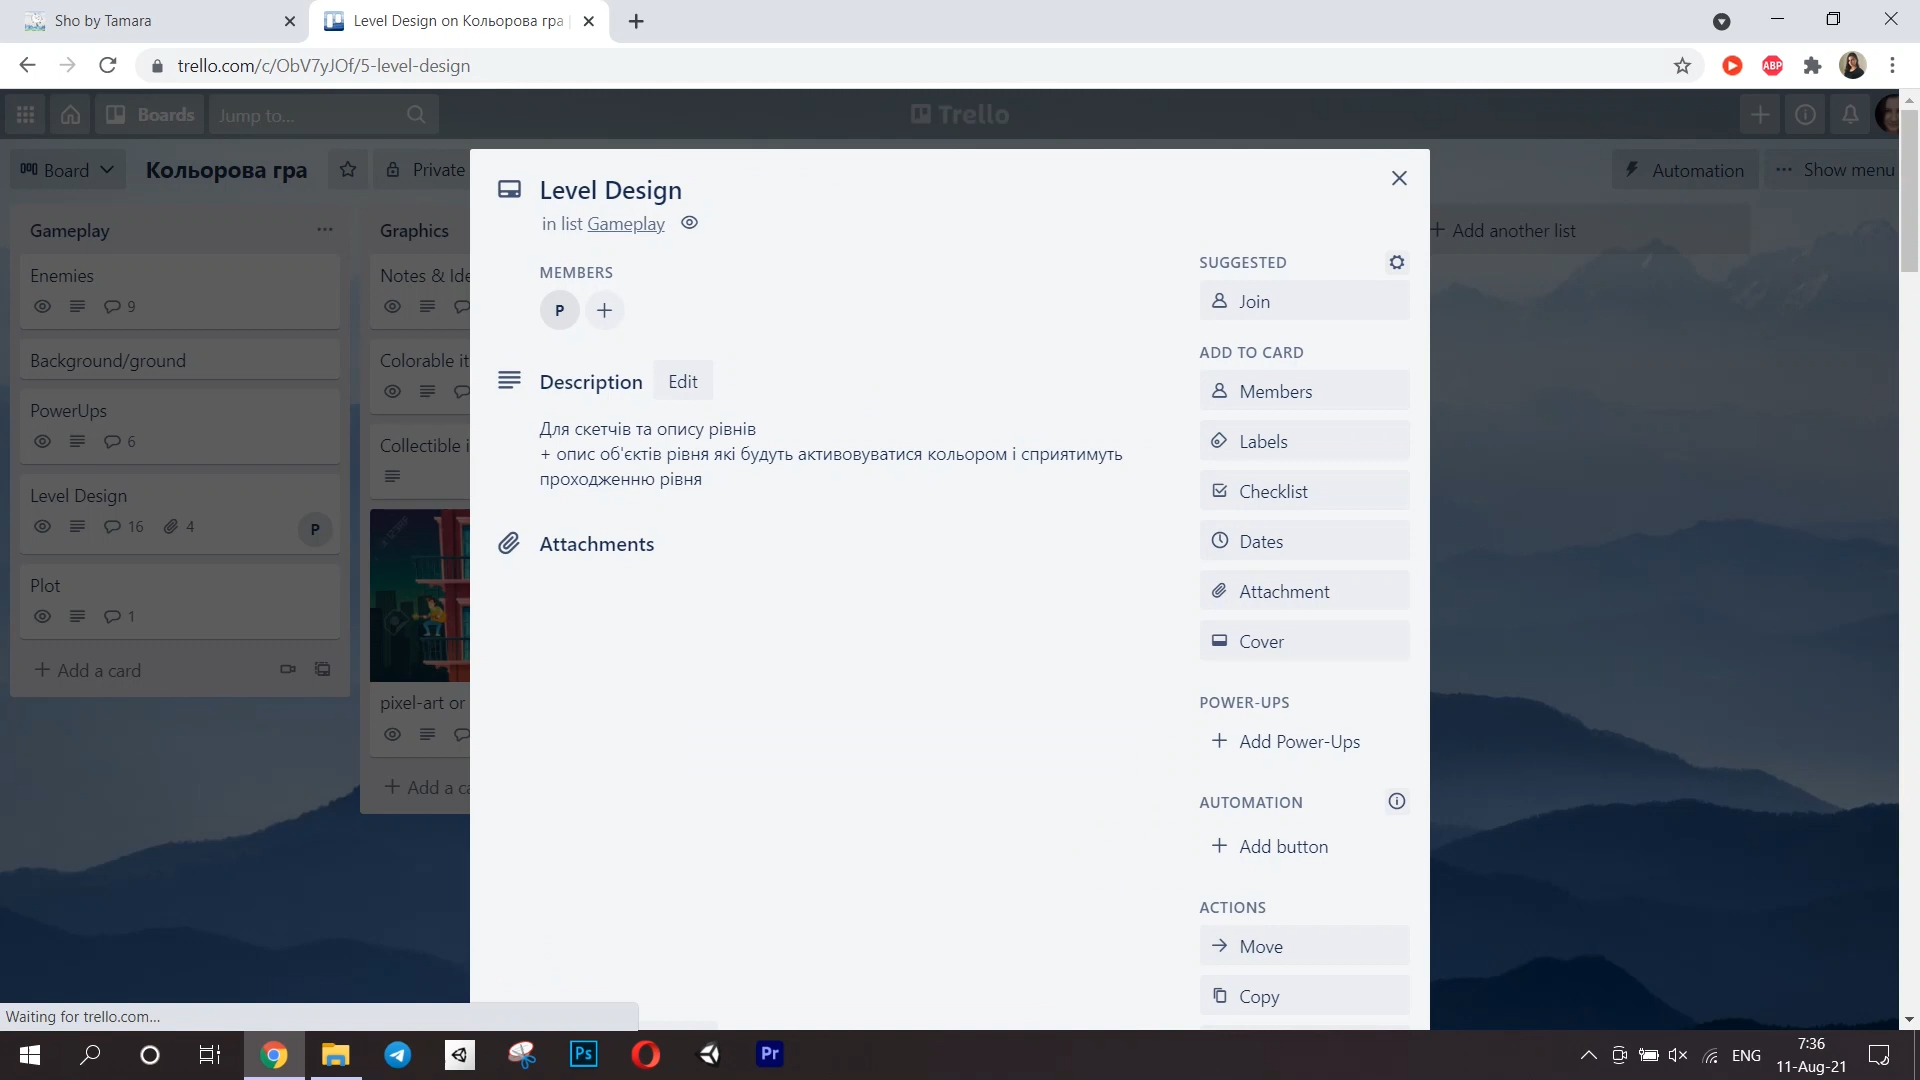 Sho by Tamara
Level Design on Кольорова гра
trello.com/c/ObV7yJOf/5-level-design
ABP
Boards
Jump to...
Trello
Board
Кольорова гра
Private
Automation
Show menu
Gameplay
Enemies
9
Background/ground
PowerUps
6
Level Design
16
4
P
Plot
1
Add a card
Graphics
Notes & Ide
Colorable it
Collectible i
pixel-art or
Add a ca
Level Design
in list Gameplay
MEMBERS
P
Description
Edit
Для скетчів та опису рівнів
+ опис об'єктів рівня які будуть активовуватися кольором і сприятимуть
проходженню рівня
Attachments
SUGGESTED
Join
ADD TO CARD
Members
Labels
Checklist
Dates
Attachment
Cover
POWER-UPS
Add Power-Ups
AUTOMATION
Add button
ACTIONS
Move
Copy
Add another list
Waiting for trello.com...
Ps
Pr
ENG
7:36
11-Aug-21